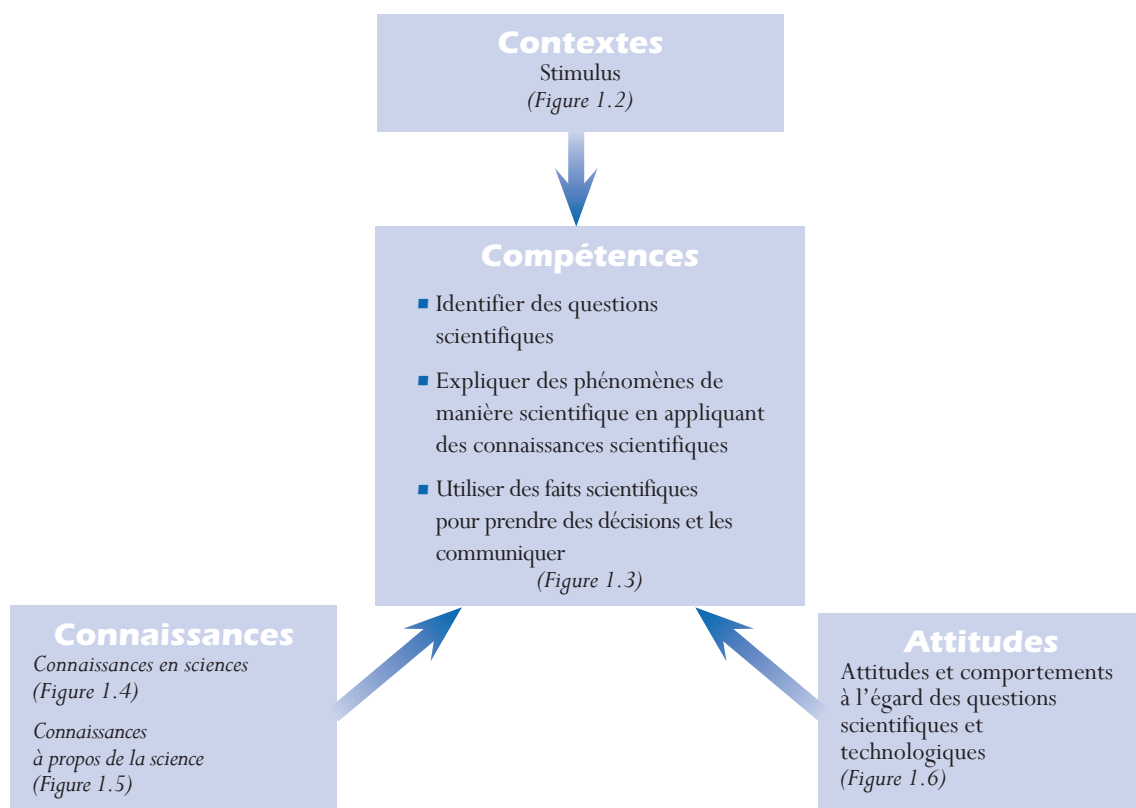 Contextes
Stimulus
(Figure 1.2)
Compétences
Identifier des questions
scientifiques
Expliquer des phénomènes de
manière scientifique en appliquant
des connaissances scientifiques
Utiliser des faits scientifiques
pour prendre des décisions et les
communiquer
(Figure 1.3)
Connaissances
Connaissances en sciences
(Figure 1.4)
Connaissances
à propos de la science
(Figure 1.5)
Attitudes
Attitudes et comportements
à l’égard des questions
scientifiques et
technologiques
(Figure 1.6)